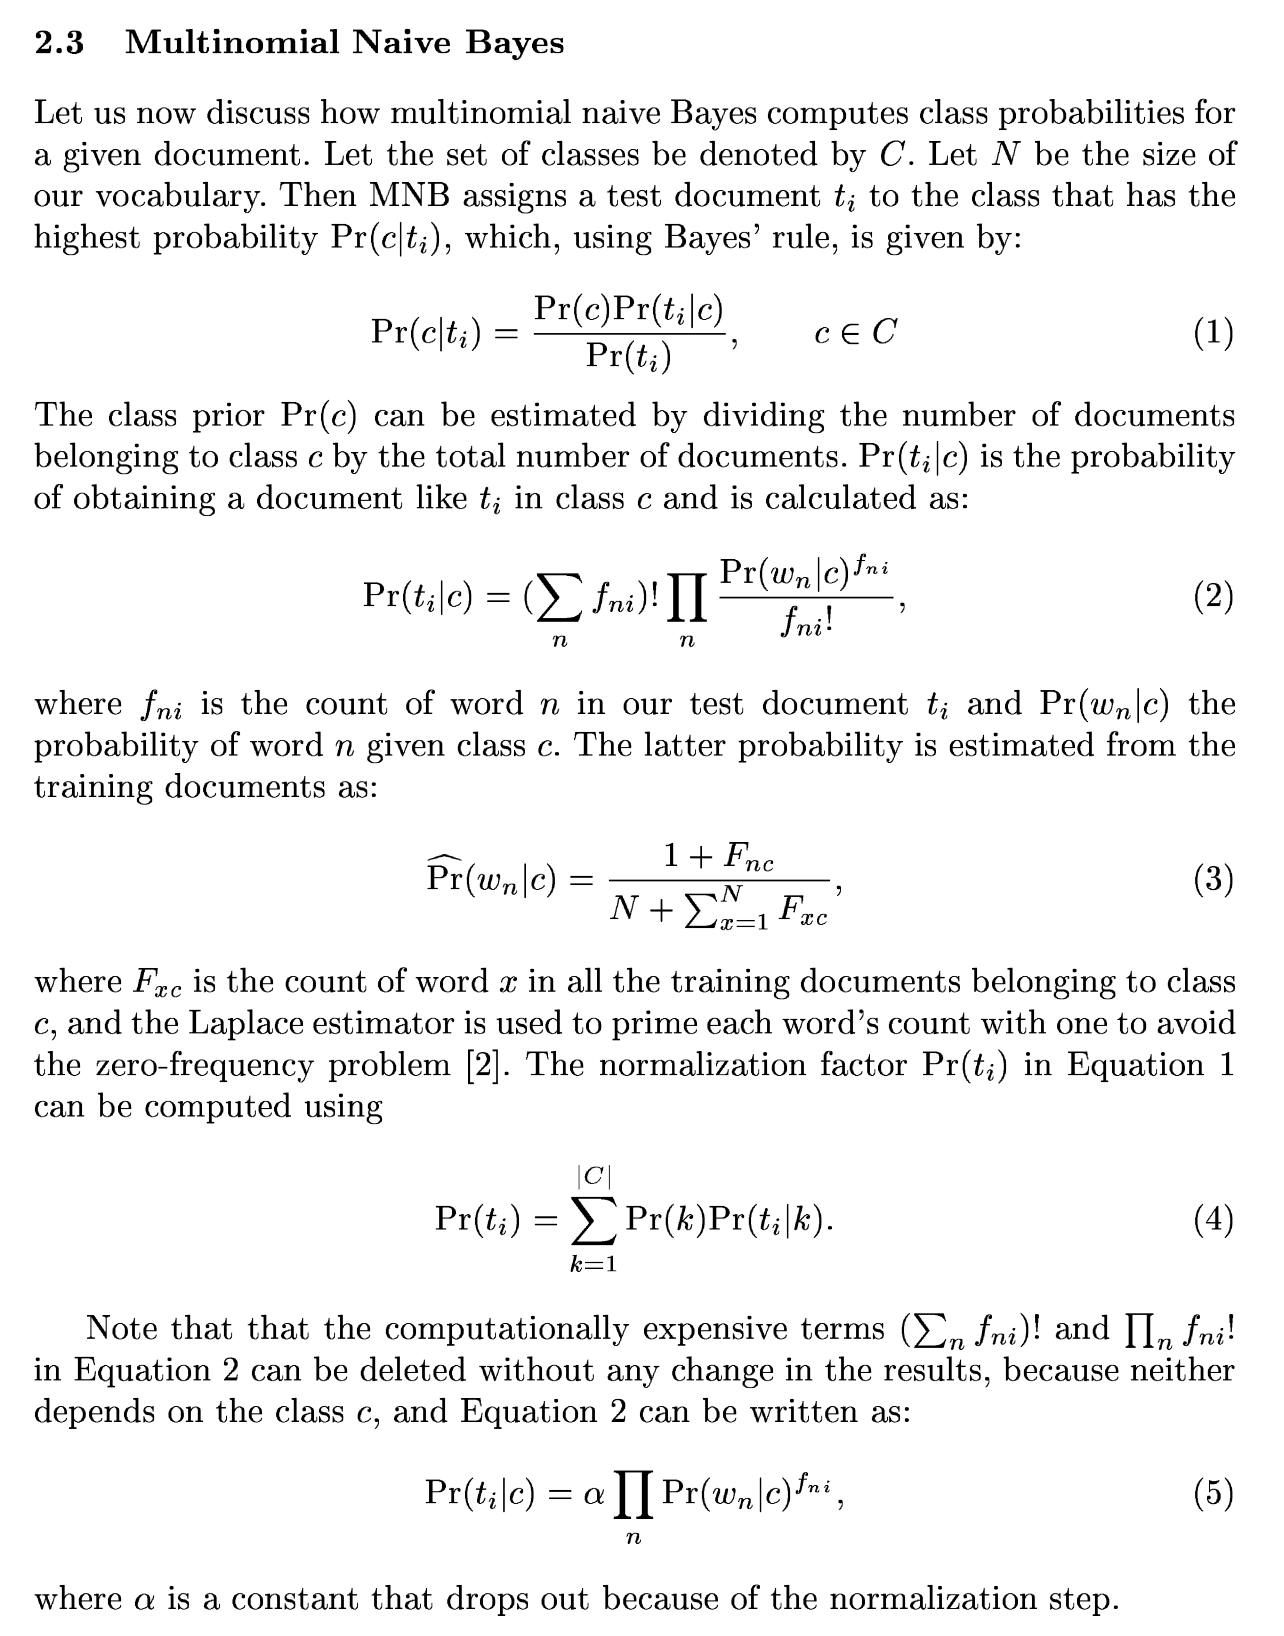 2.3 Multinomial Naive Bayes
Let us now discuss how multinomial naive Bayes computes class probabilities for
a given document. Let the set of classes be denoted by C. Let N be the size of
our vocabulary. Then MNB assigns a test document t_i to the class that has the
highest probability Pr(c|t_i), which, using Bayes' rule, is given by:
Pr(c|t_i) = \frac{Pr(c)Pr(t_i|c)}{Pr(t_i)}, c ∈ C (1)
The class prior Pr(c) can be estimated by dividing the number of documents
belonging to class c by the total number of documents. Pr(t_i|c) is the probability
of obtaining a document like t_i in class c and is calculated as:
Pr(t_i|c) = (\sum_n f_{ni})! \prod_n \frac{Pr(w_n|c)^{f_{ni}}}{f_{ni}!}, (2)
where f_{ni} is the count of word n in our test document t_i and Pr(w_n|c) the
probability of word n given class c. The latter probability is estimated from the
training documents as:
\widehat{Pr}(w_n|c) = \frac{1 + F_{nc}}{N + \sum_{x=1}^{N} F_{xc}}, (3)
where F_{xc} is the count of word x in all the training documents belonging to class
c, and the Laplace estimator is used to prime each word's count with one to avoid
the zero-frequency problem [2]. The normalization factor Pr(t_i) in Equation 1
can be computed using
Pr(t_i) = \sum_{k=1}^{|C|} Pr(k)Pr(t_i|k). (4)
Note that that the computationally expensive terms (\sum_n f_{ni})! and \prod_n f_{ni}!
in Equation 2 can be deleted without any change in the results, because neither
depends on the class c, and Equation 2 can be written as:
Pr(t_i|c) = α \prod_n Pr(w_n|c)^{f_{ni}}, (5)
where α is a constant that drops out because of the normalization step.